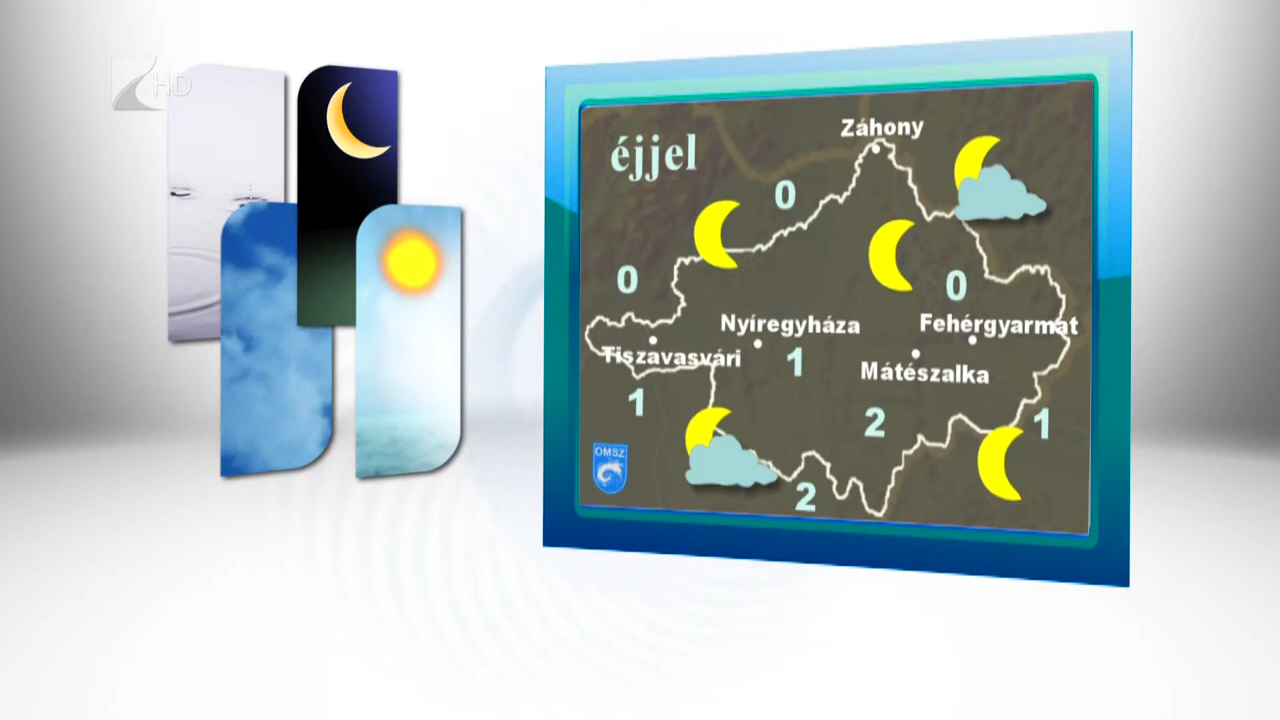 HD
éjjel
Záhony
0
0
0
Nyíregyháza
Fehérgyarmat
Tiszavasvári
1
Mátészalka
1
2
1
OMSZ
2